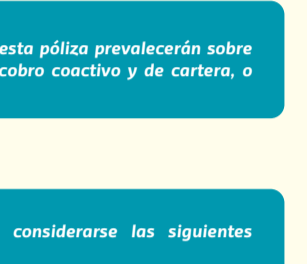 esta póliza prevalecerán sobre
cobro coactivo y de cartera, o
considerarse las siguientes